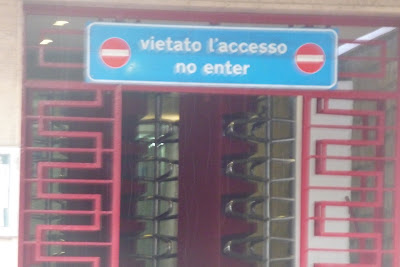 vietato l'accesso
no enter